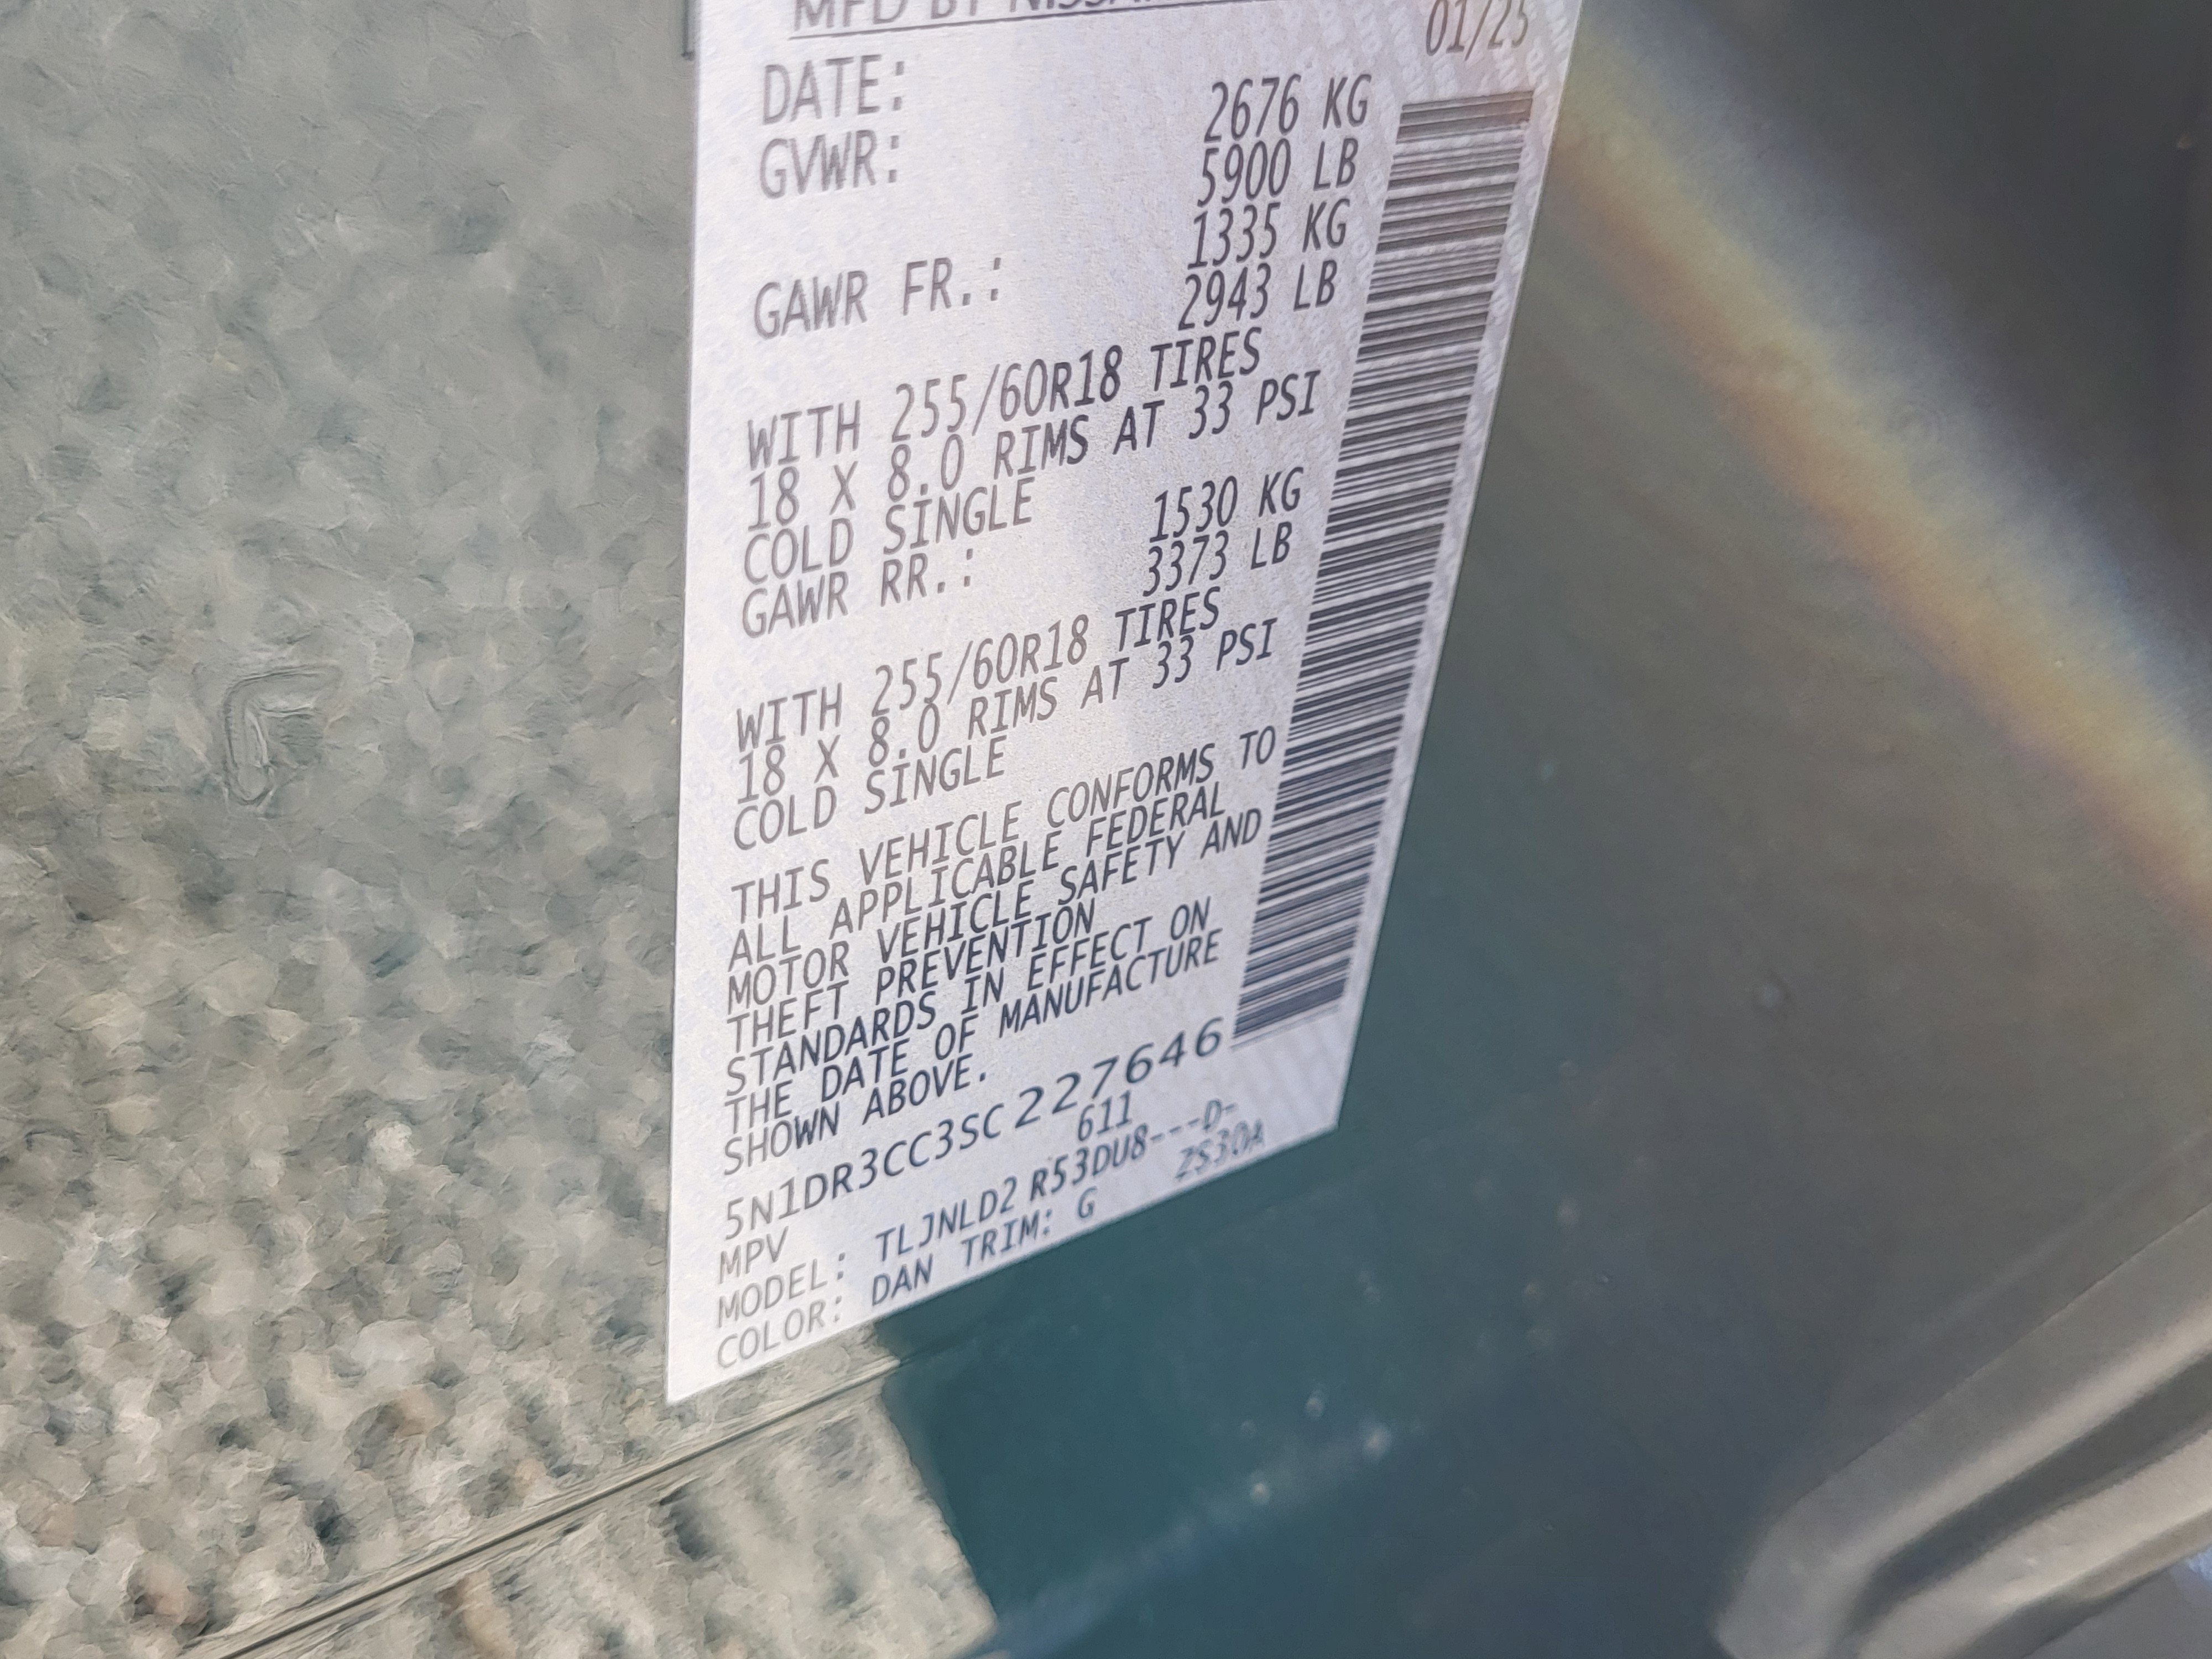 MFD BY NISSAN
DATE: 01/25
GVWR: 2676 KG
5900 LB
GAWR FR.: 1335 KG
2943 LB
WITH 255/60R18 TIRES
18 X 8.0 RIMS AT 33 PSI
COLD SINGLE
GAWR RR.: 1530 KG
3373 LB
WITH 255/60R18 TIRES
18 X 8.0 RIMS AT 33 PSI
COLD SINGLE
THIS VEHICLE CONFORMS TO
ALL APPLICABLE FEDERAL
MOTOR VEHICLE SAFETY AND
THEFT PREVENTION
STANDARDS IN EFFECT ON
THE DATE OF MANUFACTURE
SHOWN ABOVE.
5N1DR3CC3SC227646
MPV 611
MODEL: TLJNLD2 R53DU8---D-
COLOR: DAN TRIM: G ZS30A